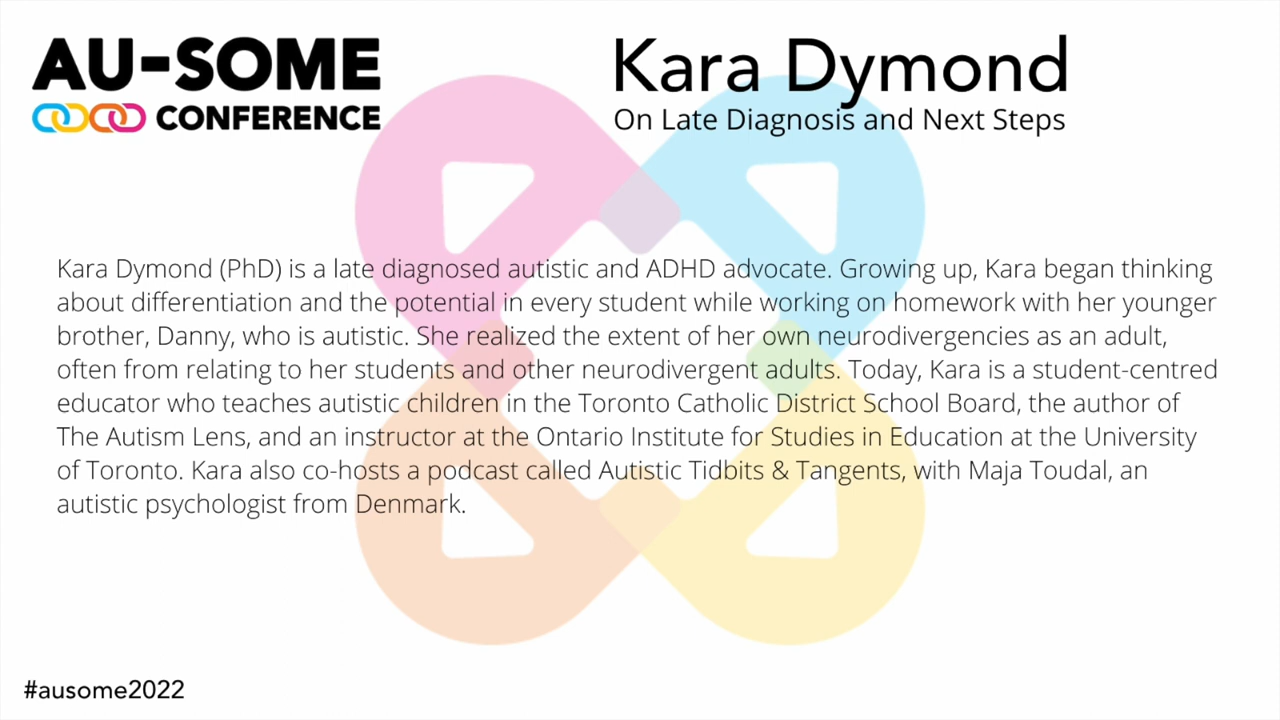 AU-SOME
CONFERENCE
Kara Dymond
On Late Diagnosis and Next Steps
Kara Dymond (PhD) is a late diagnosed autistic and ADHD advocate. Growing up, Kara began thinking
about differentiation and the potential in every student while working on homework with her younger
brother, Danny, who is autistic. She realized the extent of her own neurodivergencies as an adult,
often from relating to her students and other neurodivergent adults. Today, Kara is a student-centred
educator who teaches autistic children in the Toronto Catholic District School Board, the author of
The Autism Lens, and an instructor at the Ontario Institute for Studies in Education at the University
of Toronto. Kara also co-hosts a podcast called Autistic Tidbits & Tangents, with Maja Toudal, an
autistic psychologist from Denmark.
#ausome2022